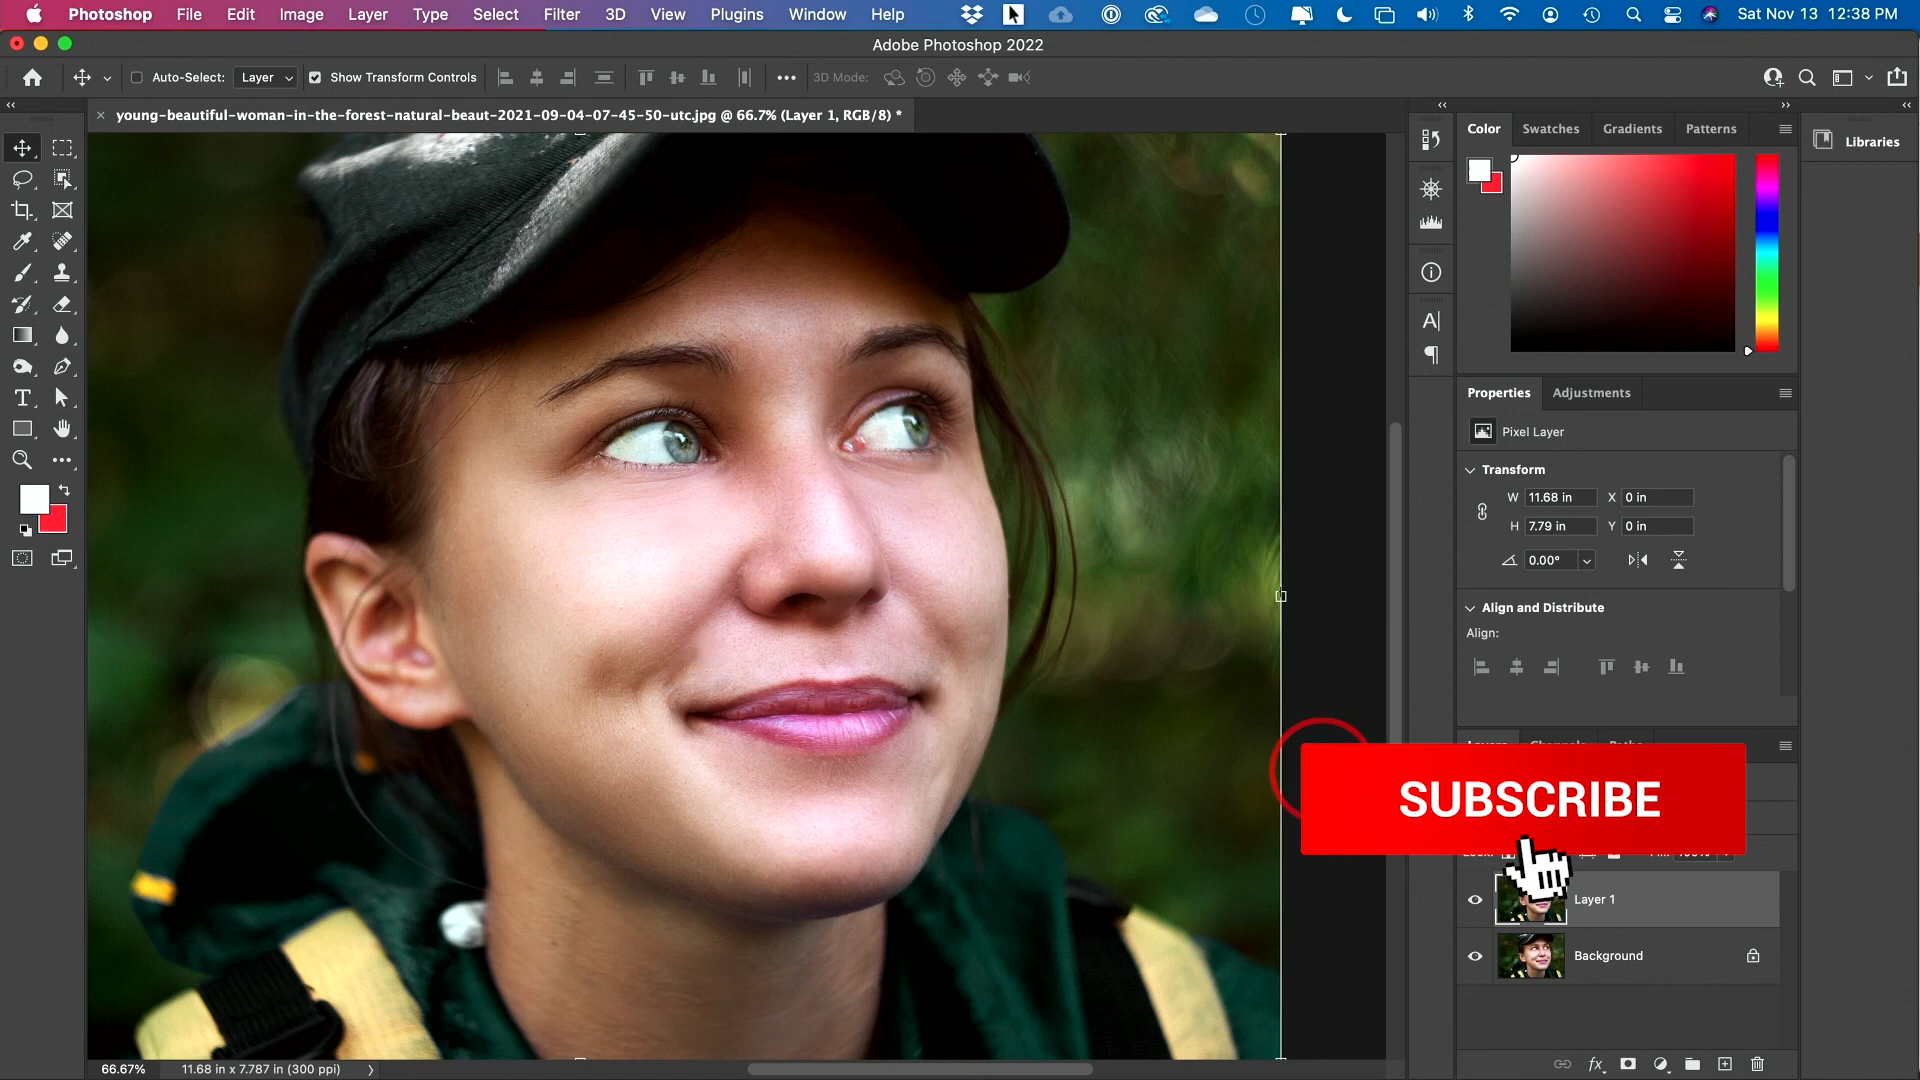 Photoshop File Edit Image Layer Type Select Filter 3D View Plugins Window Help Sat Nov 13 12:38 PM
Adobe Photoshop 2022
Auto-Select: Layer Show Transform Controls 3D Mode:
young-beautiful-woman-in-the-forest-natural-beaut-2021-09-04-07-45-50-utc.jpg @ 66.7% (Layer 1, RGB/8) *
Color Swatches Gradients Patterns
Libraries
Properties Adjustments
Pixel Layer
Transform
W 11.68 in X 0 in
H 7.79 in Y 0 in
0.00°
Align and Distribute
Align:
SUBSCRIBE
Layer 1
Background
66.67% 11.68 in x 7.787 in (300 ppi)
fx